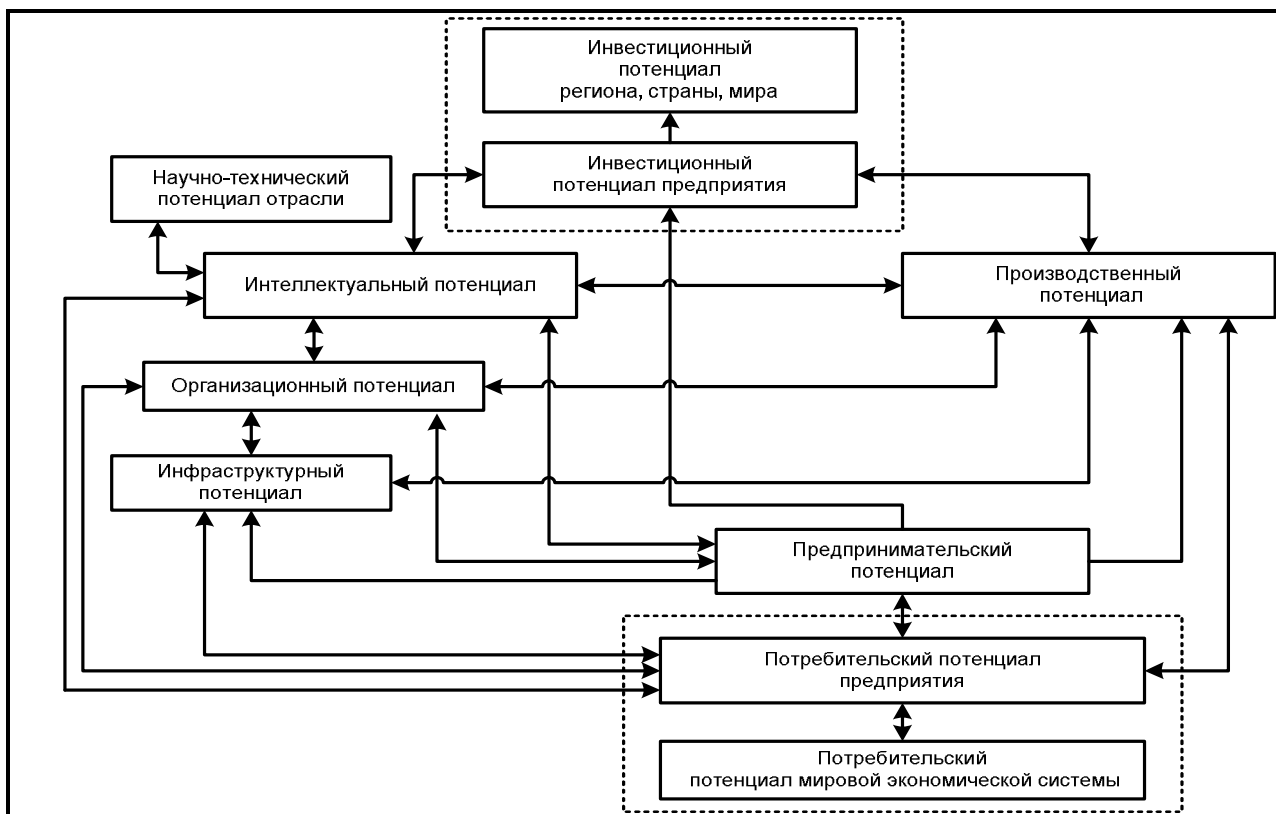 Инвестиционный
потенциал
региона, страны, мира
Инвестиционный
потенциал предприятия
Научно-технический
потенциал отрасли
Интеллектуальный потенциал
Производственный
потенциал
Организационный потенциал
Инфраструктурный
потенциал
Предпринимательский
потенциал
Потребительский потенциал
предприятия
Потребительский
потенциал мировой экономической системы